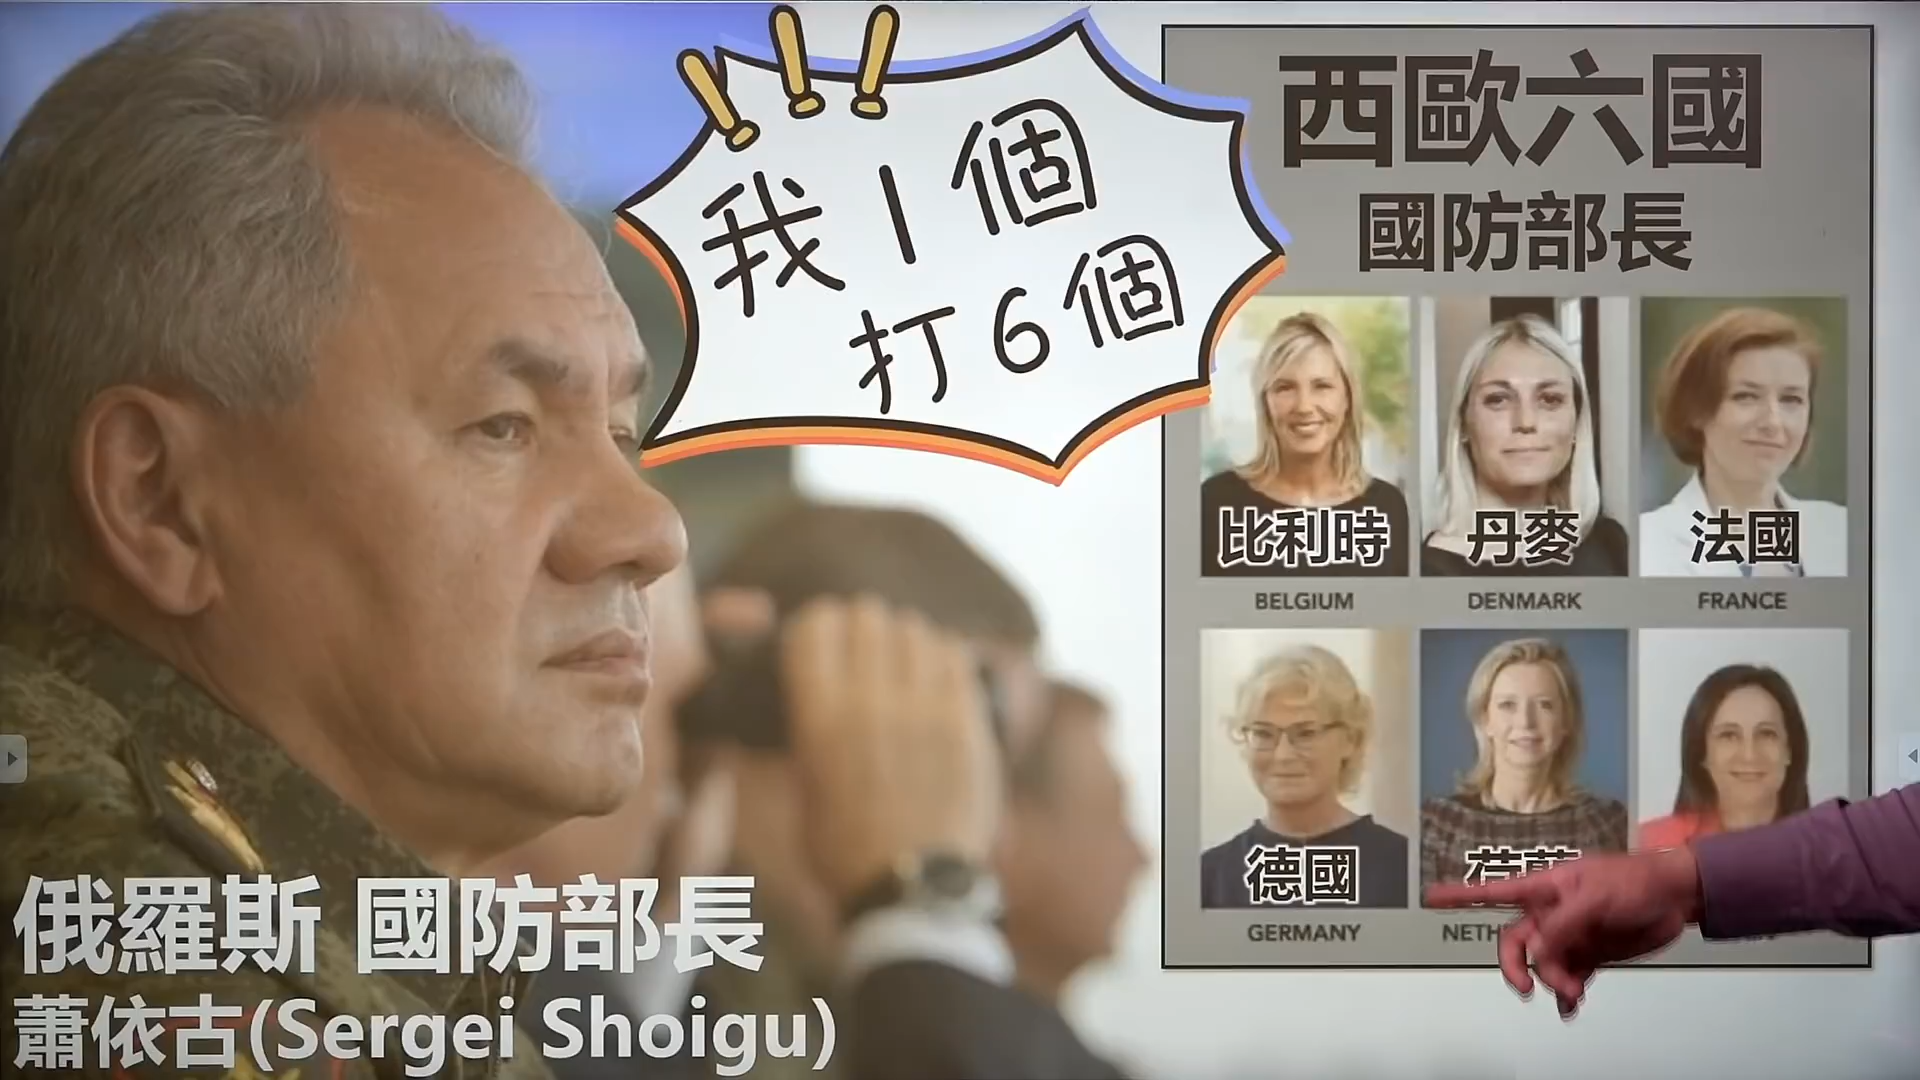 我1個
打6個
西歐六國
國防部長
比利時
丹麥
法國
BELGIUM
DENMARK
FRANCE
德國
GERMANY
俄羅斯 國防部長
蕭依古(Sergei Shoigu)